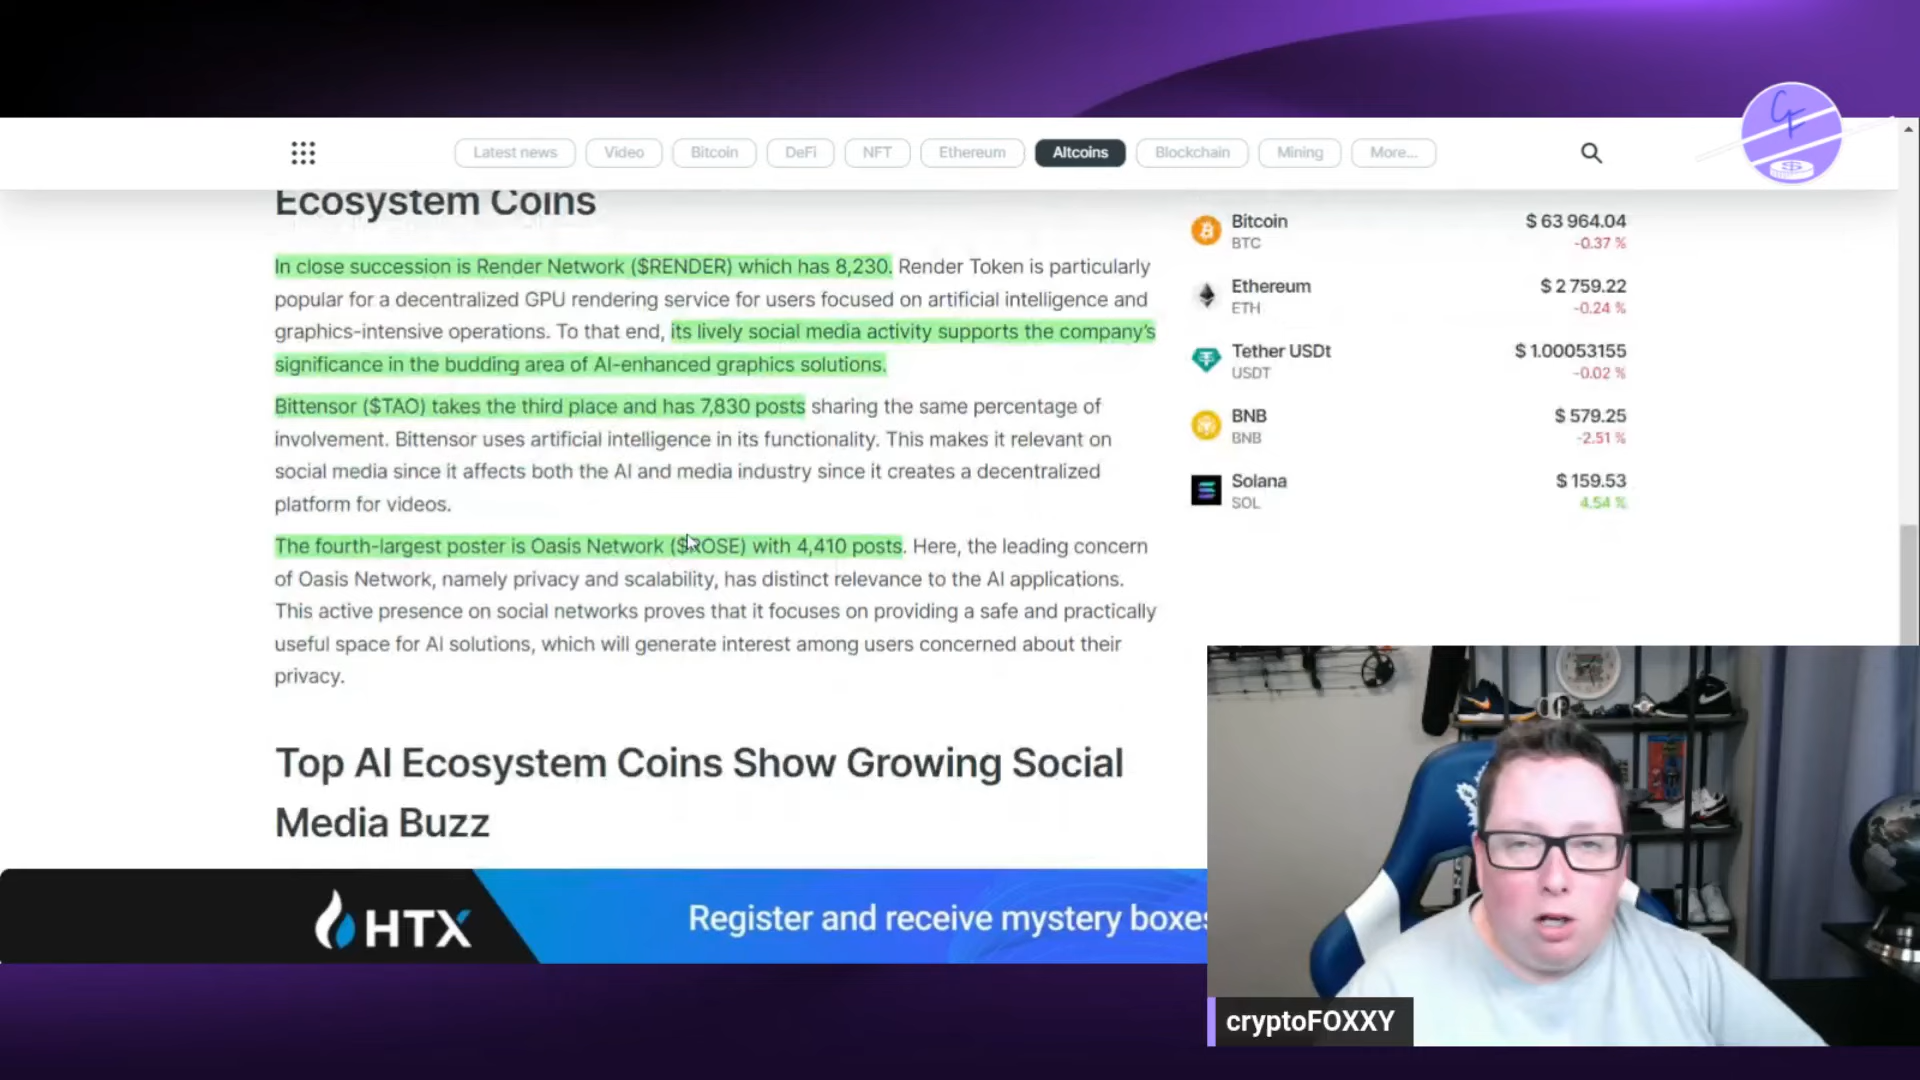 Latest news Video Bitcoin DeFi NFT Ethereum Altcoins Blockchain Mining More...
Ecosystem Coins
In close succession is Render Network ($RENDER) which has 8,230. Render Token is particularly
popular for a decentralized GPU rendering service for users focused on artificial intelligence and
graphics-intensive operations. To that end, its lively social media activity supports the company's
significance in the budding area of AI-enhanced graphics solutions.
Bittensor ($TAO) takes the third place and has 7,830 posts sharing the same percentage of
involvement. Bittensor uses artificial intelligence in its functionality. This makes it relevant on
social media since it affects both the AI and media industry since it creates a decentralized
platform for videos.
The fourth-largest poster is Oasis Network ($ROSE) with 4,410 posts. Here, the leading concern
of Oasis Network, namely privacy and scalability, has distinct relevance to the AI applications.
This active presence on social networks proves that it focuses on providing a safe and practically
useful space for AI solutions, which will generate interest among users concerned about their
privacy.
Top AI Ecosystem Coins Show Growing Social
Media Buzz
Bitcoin $ 63 964.04
BTC -0.37 %
Ethereum $ 2 759.22
ETH -0.24 %
Tether USDt $ 1.00053155
USDT -0.02 %
BNB $ 579.25
BNB -2.51 %
Solana $ 159.53
SOL 4.54 %
HTX Register and receive mystery boxes
cryptoFOXXY
CF
$